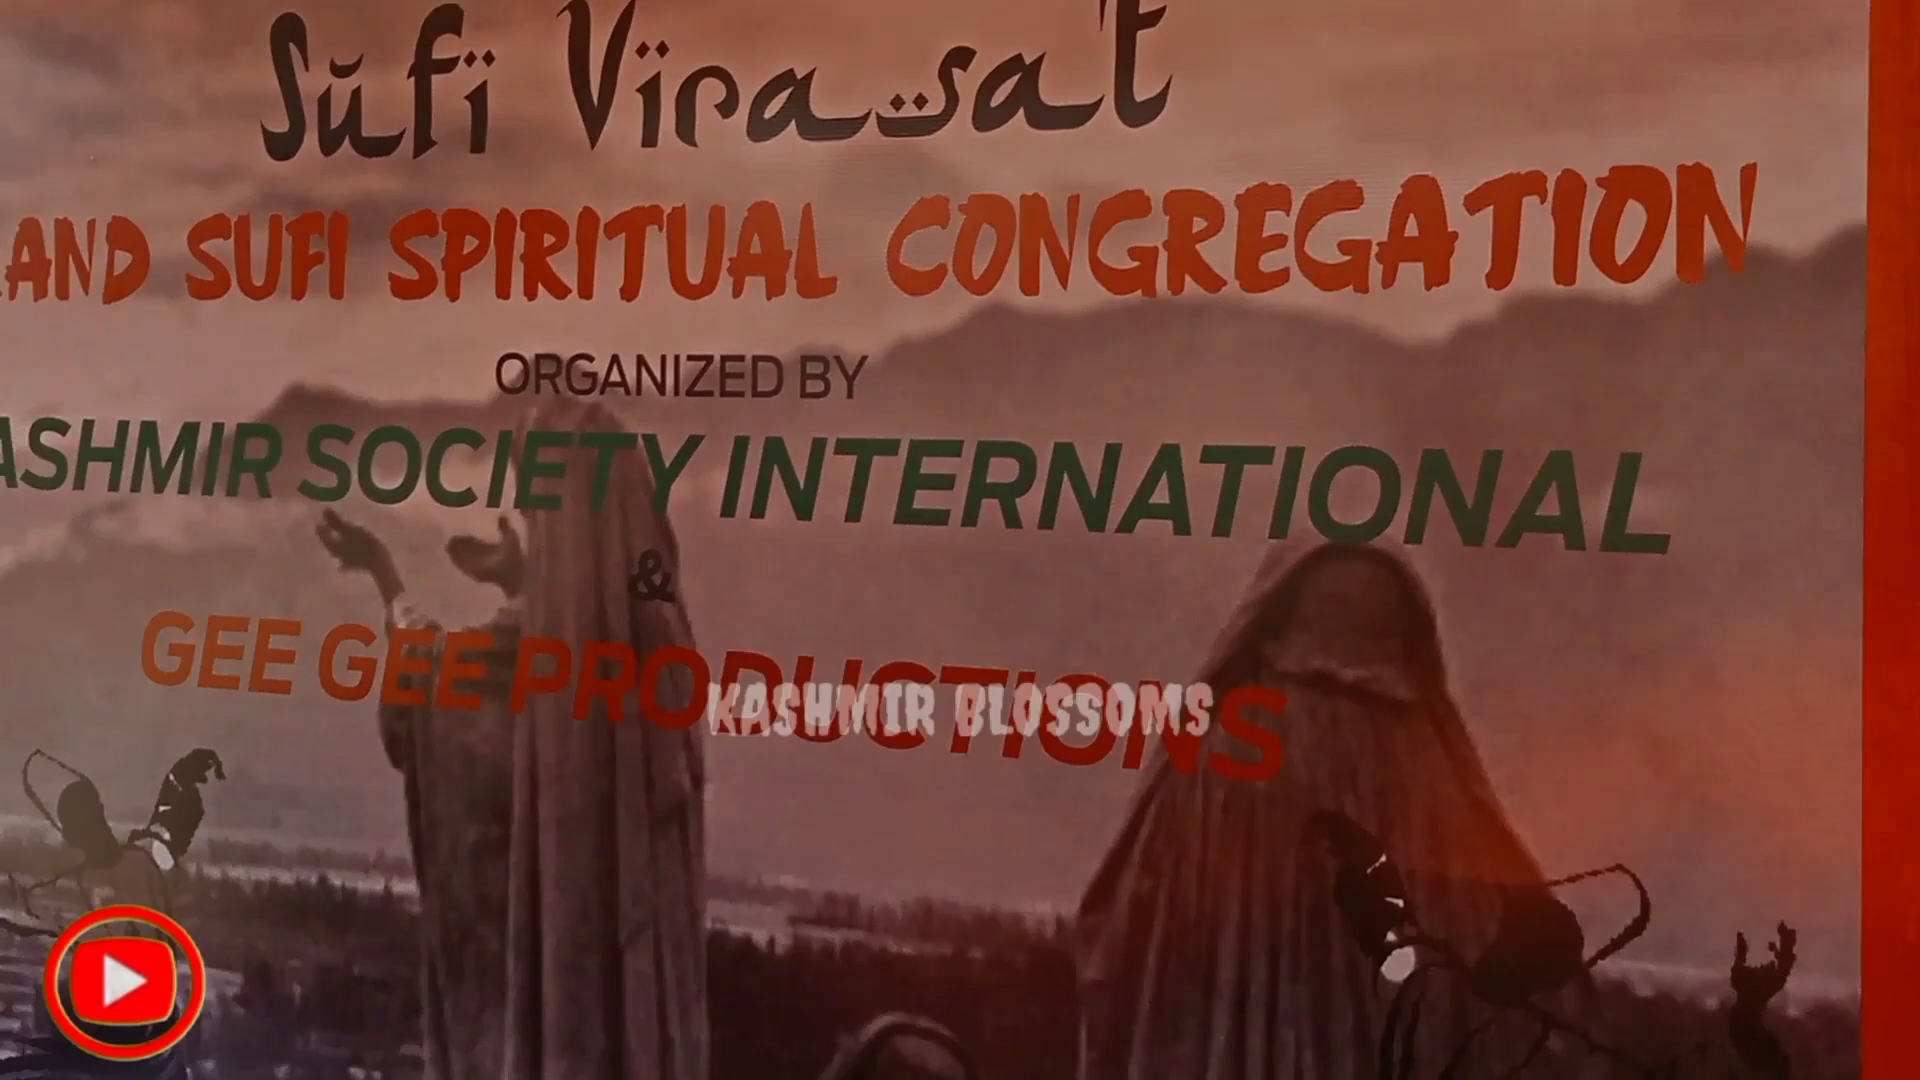 Sufi Virasat
AND SUFI SPIRITUAL CONGREGATION
ORGANIZED BY
ASHMIR SOCIETY INTERNATIONAL
&
GEE GEE PRODUCTIONS
KASHMIR BLOSSOMS